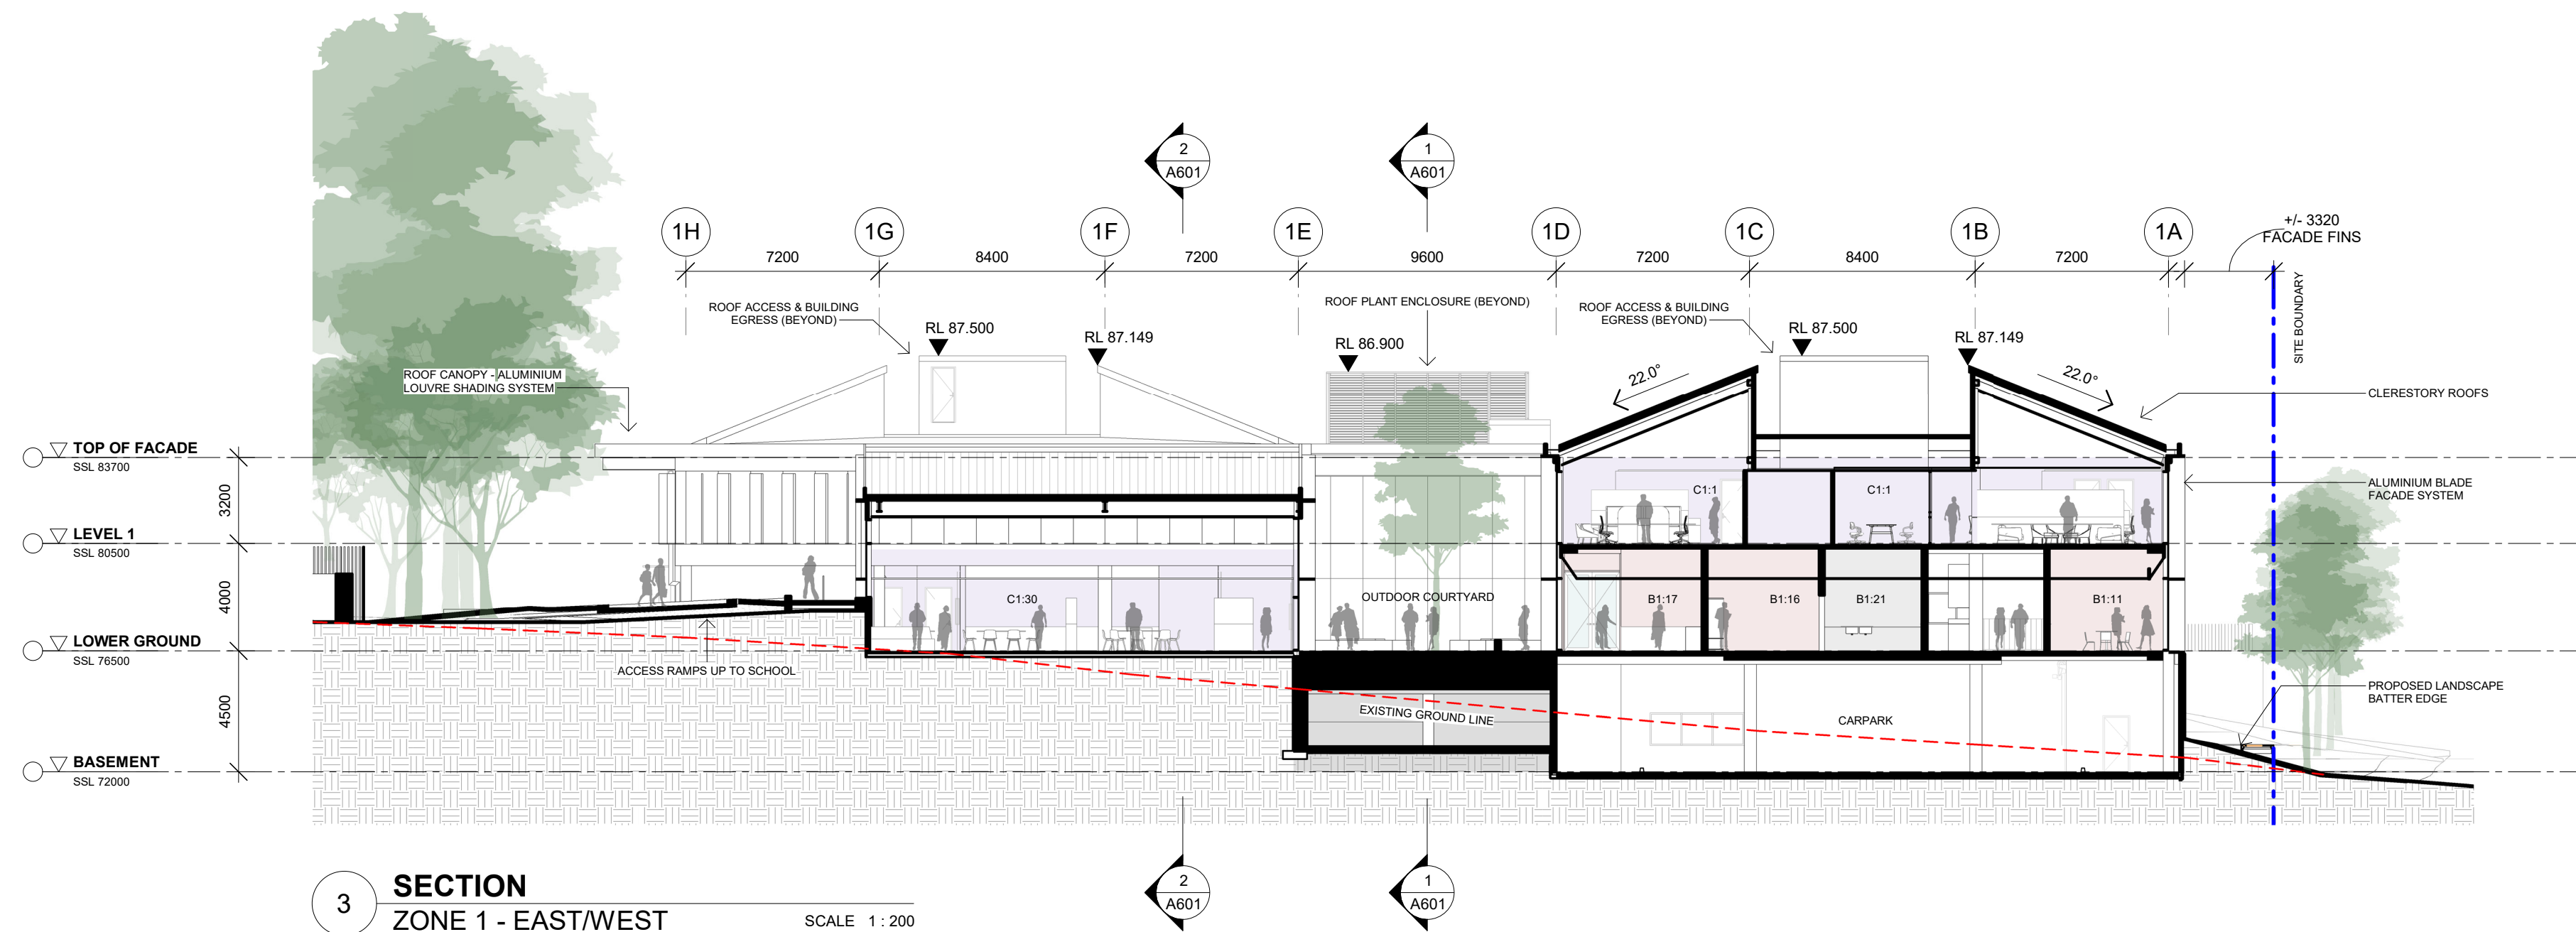 2
A601
1
A601
1H
1G
1F
1E
1D
1C
1B
1A
+/- 3320
FACADE FINS
7200
8400
7200
9600
7200
8400
7200
SITE BOUNDARY
ROOF ACCESS & BUILDING
EGRESS (BEYOND)
RL 87.500
RL 87.149
ROOF PLANT ENCLOSURE (BEYOND)
RL 86.900
ROOF ACCESS & BUILDING
EGRESS (BEYOND)
RL 87.500
RL 87.149
22.0°
22.0°
ROOF CANOPY - ALUMINIUM
LOUVRE SHADING SYSTEM
CLERESTORY ROOFS
TOP OF FACADE
SSL 83700
3200
ALUMINIUM BLADE
FACADE SYSTEM
C1:1
C1:1
LEVEL 1
SSL 80500
4000
C1:30
OUTDOOR COURTYARD
B1:17
B1:16
B1:21
B1:11
LOWER GROUND
SSL 76500
ACCESS RAMPS UP TO SCHOOL
4500
EXISTING GROUND LINE
CARPARK
PROPOSED LANDSCAPE
BATTER EDGE
BASEMENT
SSL 72000
2
A601
1
A601
3
SECTION
ZONE 1 - EAST/WEST
SCALE 1 : 200